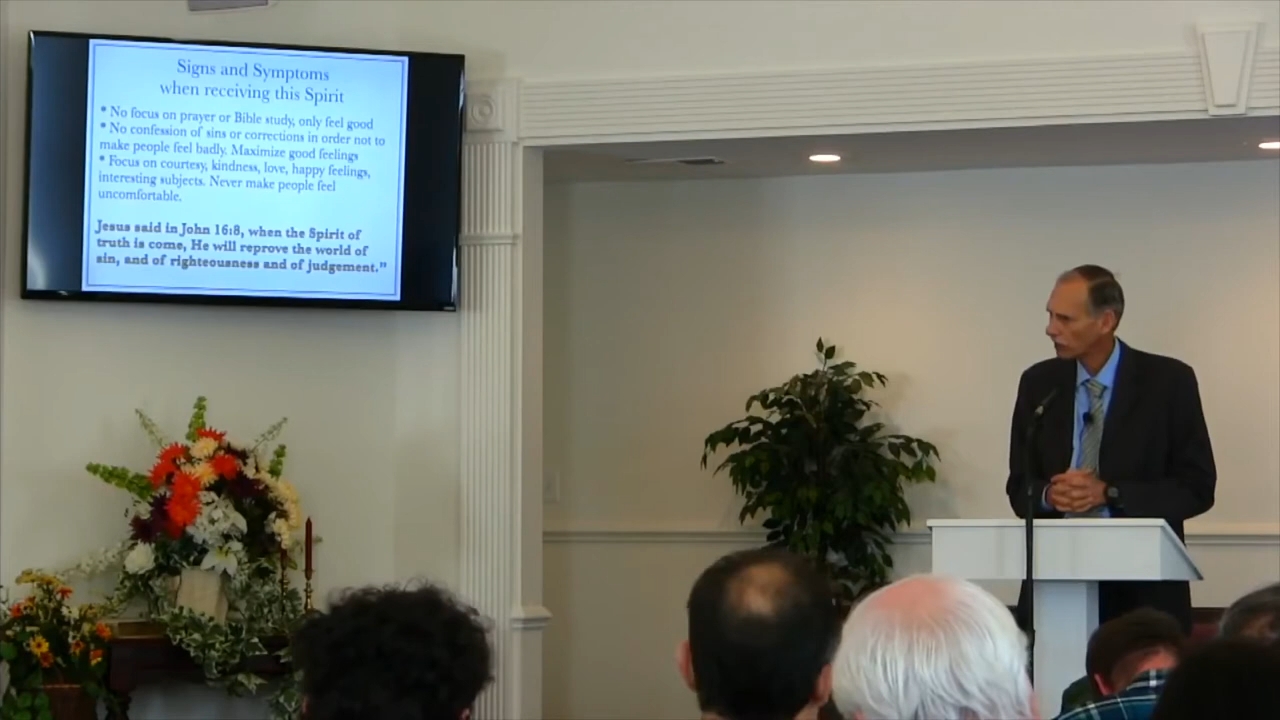 Signs and Symptoms
when receiving this Spirit
* No focus on prayer or Bible study, only feel good
* No confession of sins or corrections in order not to
make people feel badly. Maximize good feelings
* Focus on courtesy, kindness, love, happy feelings,
interesting subjects. Never make people feel
uncomfortable.
Jesus said in John 16:8, when the Spirit of
truth is come, He will reprove the world of
sin, and of righteousness and of judgement."